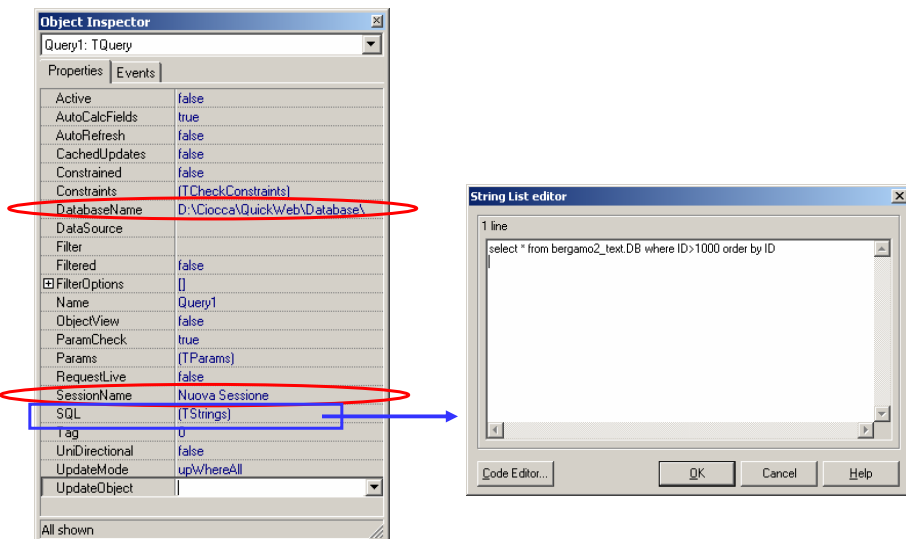 Object Inspector
Query1: TQuery
Properties Events
Active false
AutoCalcFields true
AutoRefresh false
CachedUpdates false
Constrained false
Constraints (TCheckConstraints)
DatabaseName D:\Ciocca\QuickWeb\Database\
DataSource
Filter
Filtered false
FilterOptions []
Name Query1
ObjectView false
ParamCheck true
Params (TParams)
RequestLive false
SessionName Nuova Sessione
SQL (TStrings)
Tag 0
UniDirectional false
UpdateMode upWhereAll
UpdateObject
All shown
String List editor
1 line
select * from bergamo2_text.DB where ID>1000 order by ID
Code Editor... OK Cancel Help